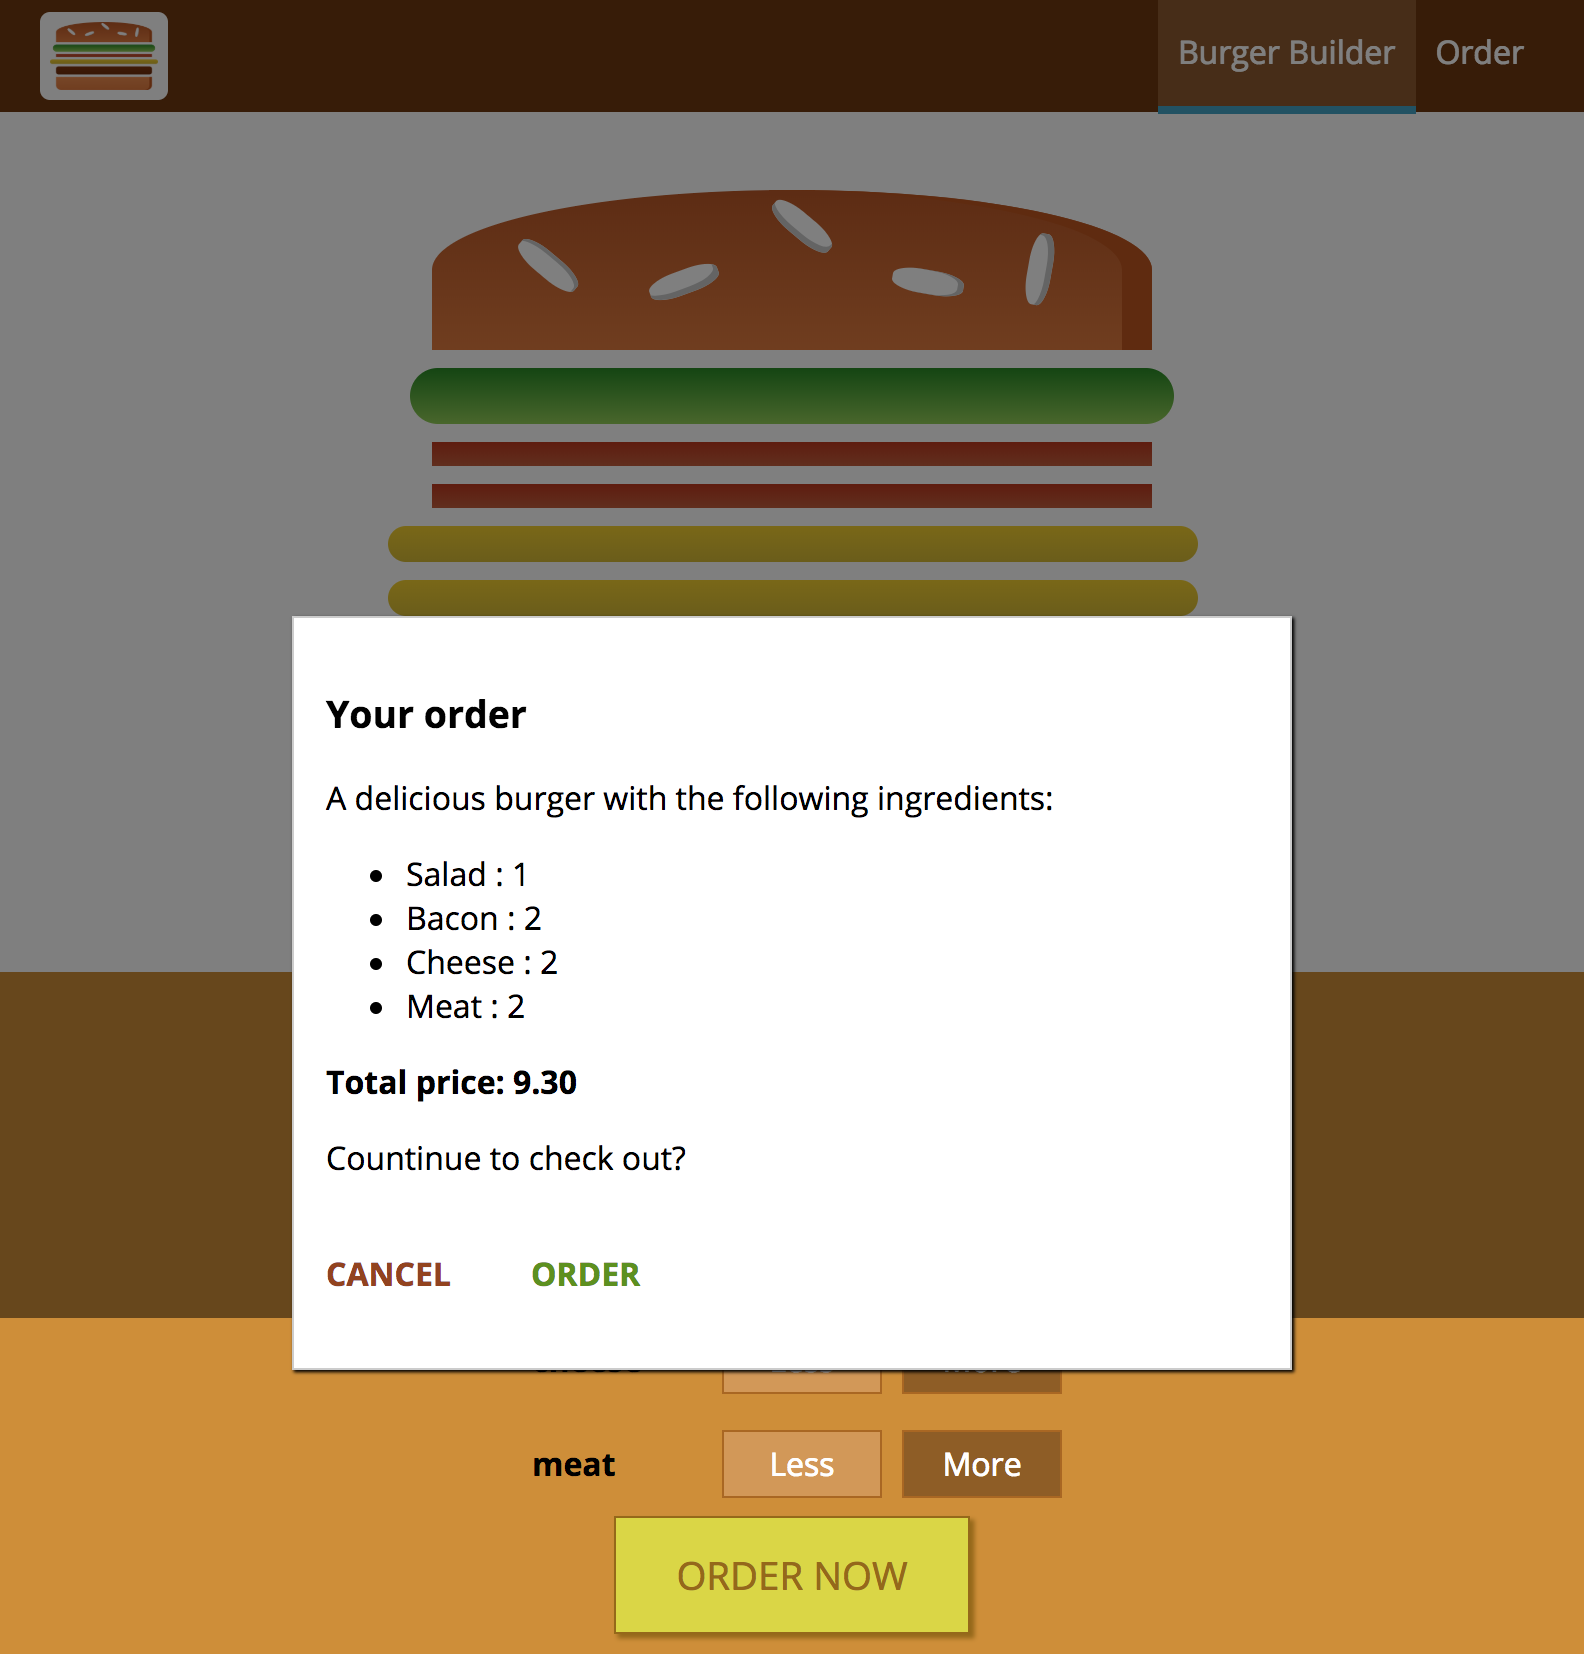 Burger Builder Order
Your order
A delicious burger with the following ingredients:
Salad : 1
Bacon : 2
Cheese : 2
Meat : 2
Total price: 9.30
Countinue to check out?
CANCEL ORDER
meat Less More
ORDER NOW